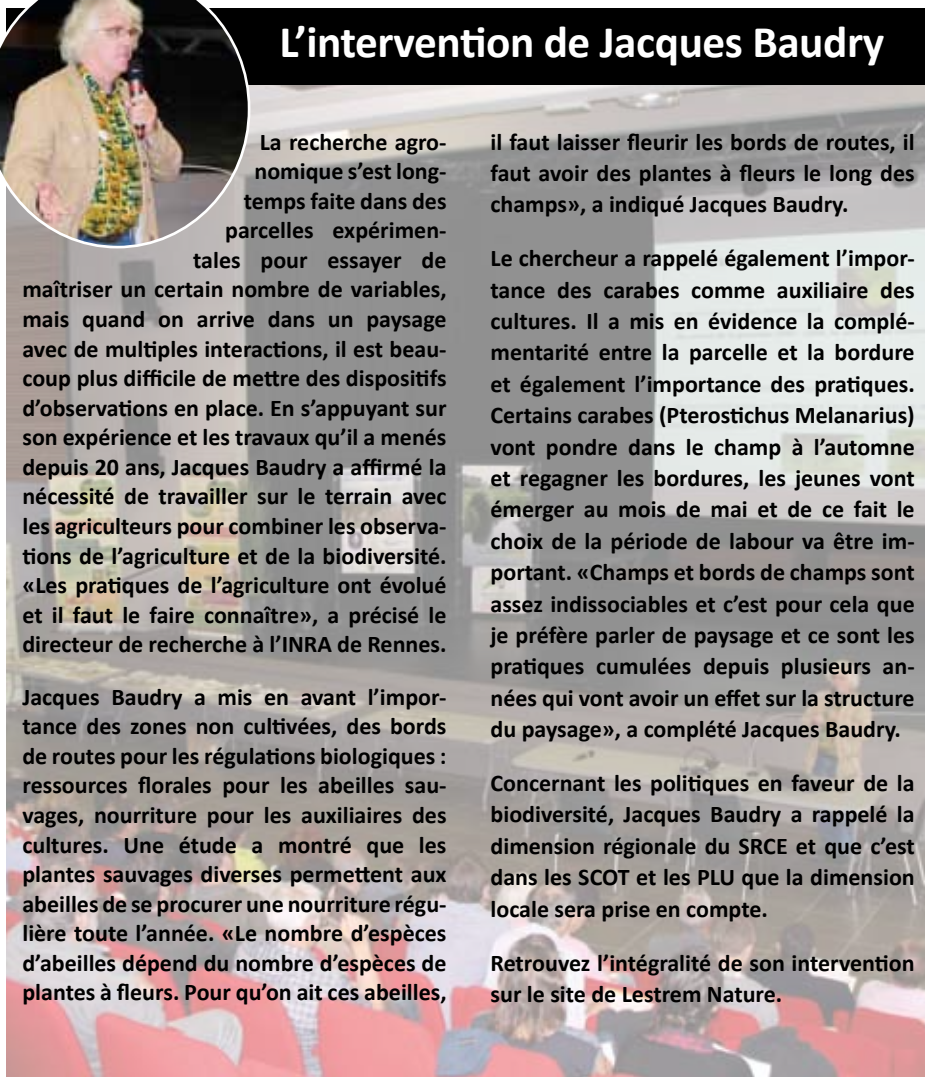 L'intervention de Jacques Baudry
La recherche agro-
nomique s'est long-
temps faite dans des
parcelles expérimen-
tales pour essayer de
maîtriser un certain nombre de variables,
mais quand on arrive dans un paysage
avec de multiples interactions, il est beau-
coup plus difficile de mettre des dispositifs
d'observations en place. En s'appuyant sur
son expérience et les travaux qu'il a menés
depuis 20 ans, Jacques Baudry a affirmé la
nécessité de travailler sur le terrain avec
les agriculteurs pour combiner les observa-
tions de l'agriculture et de la biodiversité.
«Les pratiques de l'agriculture ont évolué
et il faut le faire connaître», a précisé le
directeur de recherche à l'INRA de Rennes.
Jacques Baudry a mis en avant l'impor-
tance des zones non cultivées, des bords
de routes pour les régulations biologiques :
ressources florales pour les abeilles sau-
vages, nourriture pour les auxiliaires des
cultures. Une étude a montré que les
plantes sauvages diverses permettent aux
abeilles de se procurer une nourriture régu-
lière toute l'année. «Le nombre d'espèces
d'abeilles dépend du nombre d'espèces de
plantes à fleurs. Pour qu'on ait ces abeilles,
il faut laisser fleurir les bords de routes, il
faut avoir des plantes à fleurs le long des
champs», a indiqué Jacques Baudry.
Le chercheur a rappelé également l'impor-
tance des carabes comme auxiliaire des
cultures. Il a mis en évidence la complé-
mentarité entre la parcelle et la bordure
et également l'importance des pratiques.
Certains carabes (Pterostichus Melanarius)
vont pondre dans le champ à l'automne
et regagner les bordures, les jeunes vont
émerger au mois de mai et de ce fait le
choix de la période de labour va être im-
portant. «Champs et bords de champs sont
assez indissociables et c'est pour cela que
je préfère parler de paysage et ce sont les
pratiques cumulées depuis plusieurs an-
nées qui vont avoir un effet sur la structure
du paysage», a complété Jacques Baudry.
Concernant les politiques en faveur de la
biodiversité, Jacques Baudry a rappelé la
dimension régionale du SRCE et que c'est
dans les SCOT et les PLU que la dimension
locale sera prise en compte.
Retrouvez l'intégralité de son intervention
sur le site de Lestrem Nature.